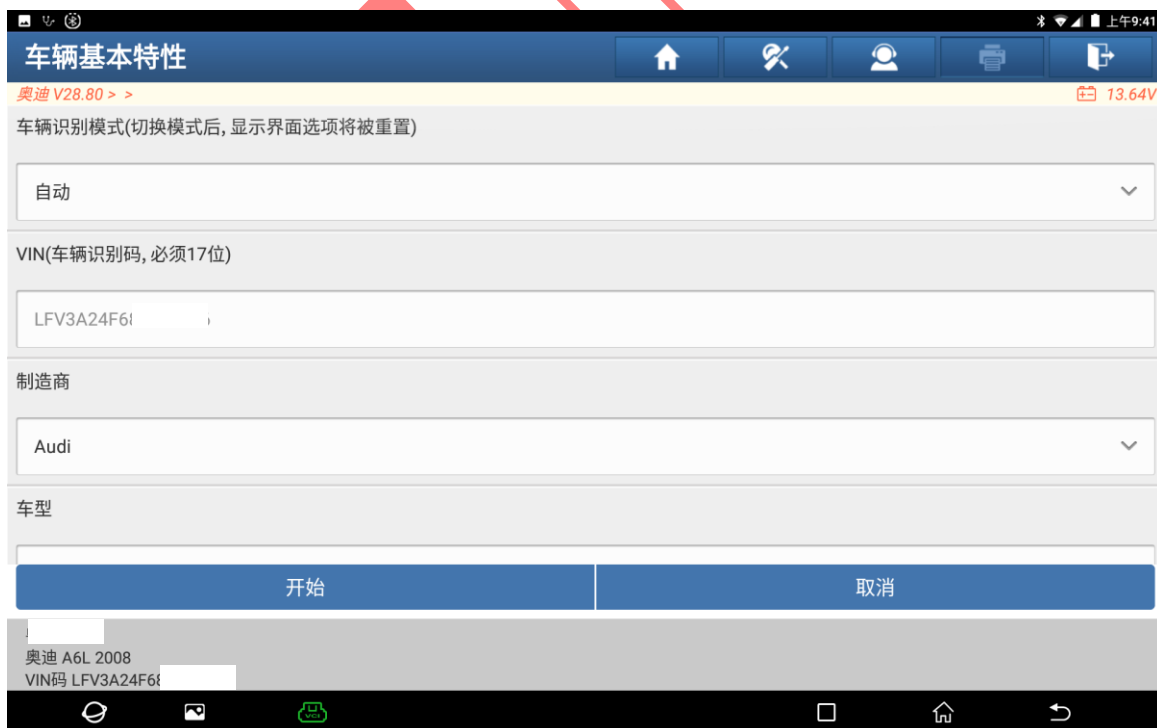 上午9:41
车辆基本特性
奥迪 V28.80 > >
13.64V
车辆识别模式(切换模式后, 显示界面选项将被重置)
自动
VIN(车辆识别码, 必须17位)
LFV3A24F68
制造商
Audi
车型
开始
取消
奥迪 A6L 2008
VIN码 LFV3A24F68
VCI